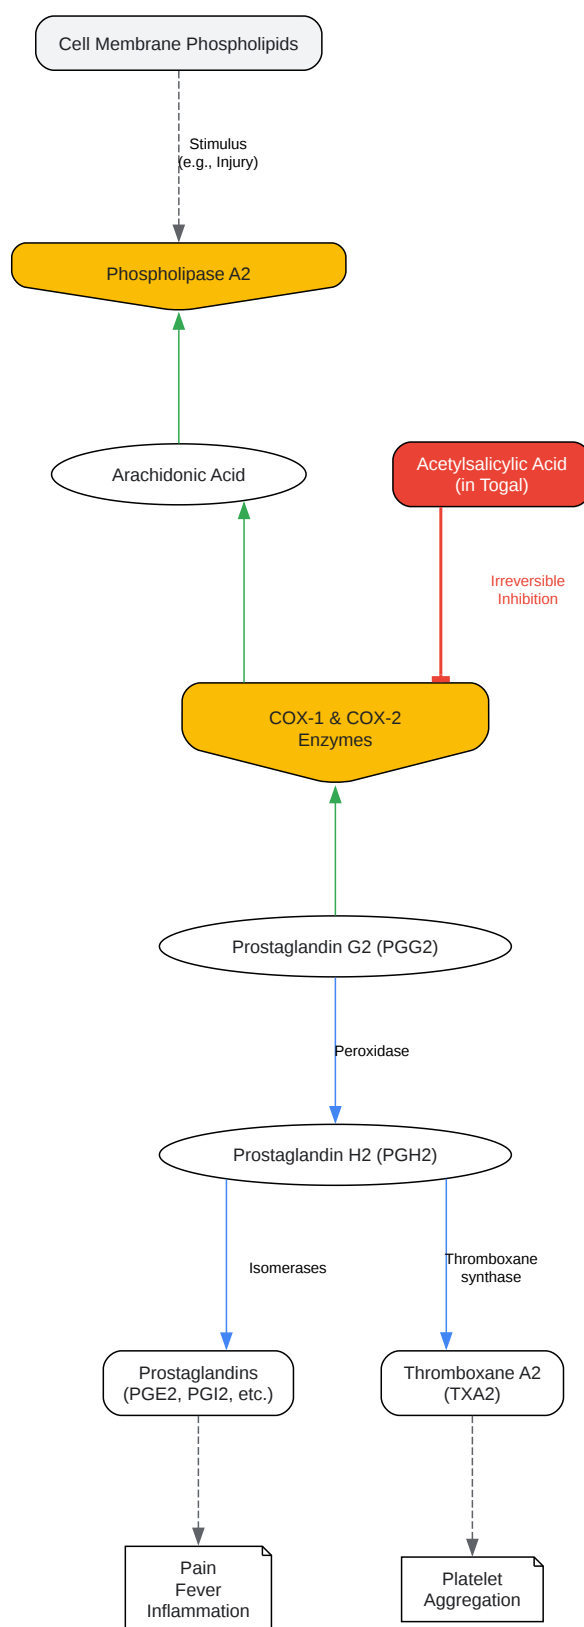 Cell Membrane Phospholipids
Stimulus
(e.g., Injury)
Phospholipase A2
Arachidonic Acid
Acetylsalicylic Acid
(in Togal)
Irreversible
Inhibition
COX-1 & COX-2
Enzymes
Prostaglandin G2 (PGG2)
Peroxidase
Prostaglandin H2 (PGH2)
Isomerases
Thromboxane
synthase
Prostaglandins
(PGE2, PGI2, etc.)
Thromboxane A2
(TXA2)
Pain
Fever
Inflammation
Platelet
Aggregation